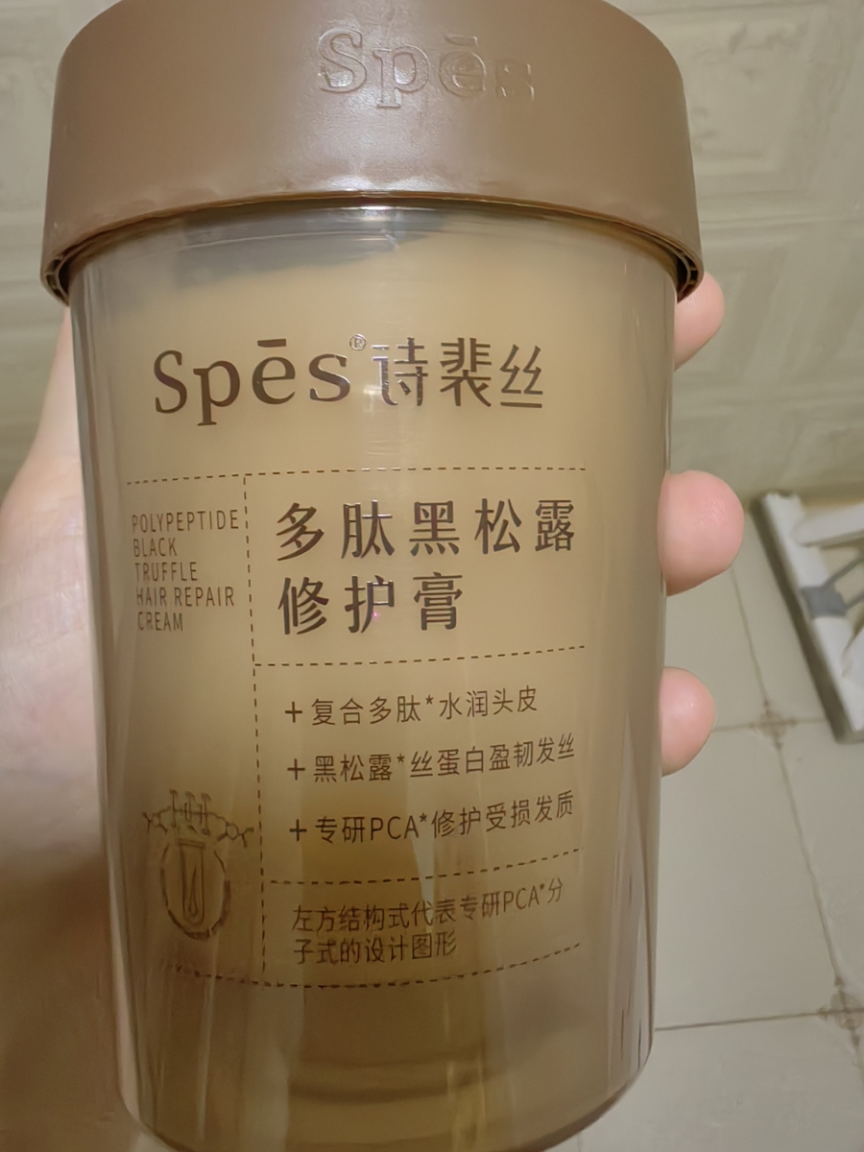 Spēs
Spēs® 诗裴丝
POLYPEPTIDE
BLACK
TRUFFLE
HAIR REPAIR
CREAM
多肽黑松露
修护膏
+复合多肽*水润头皮
+黑松露*丝蛋白盈韧发丝
+专研PCA*修护受损发质
左方结构式代表专研PCA*分
子式的设计图形